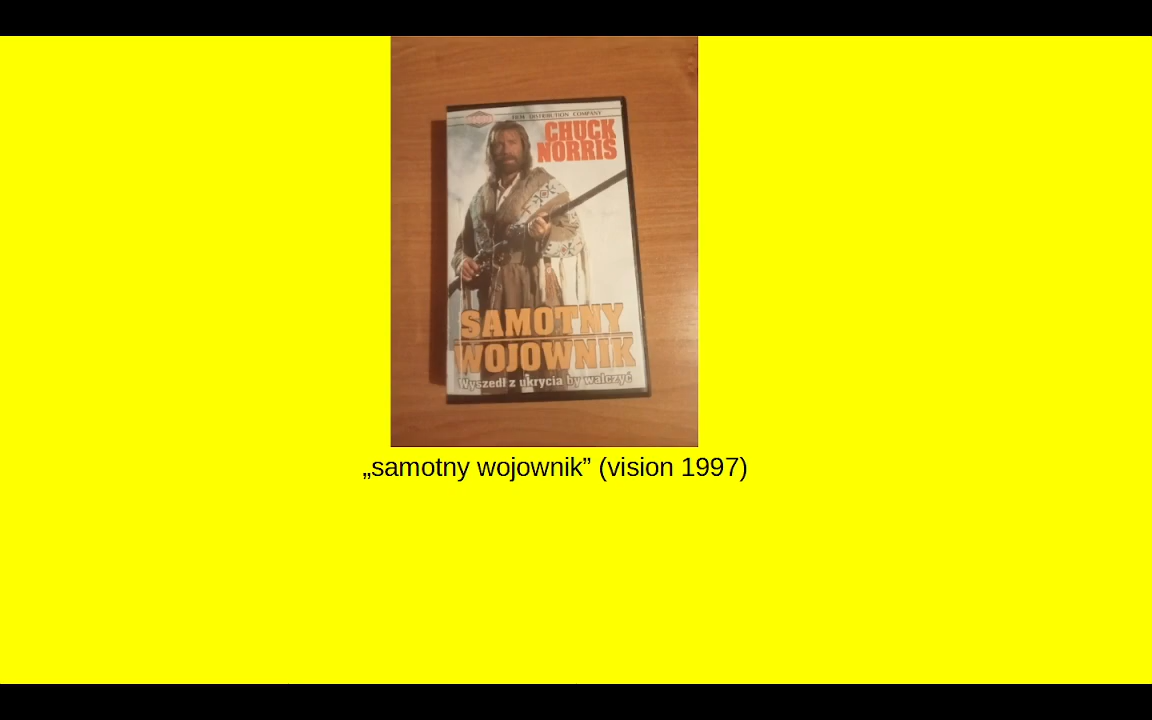 FILM DISTRIBUTION COMPANY
CHUCK
NORRIS
SAMOTNY
WOJOWNIK
Wyszedł z ukrycia by walczyć
„samotny wojownik” (vision 1997)